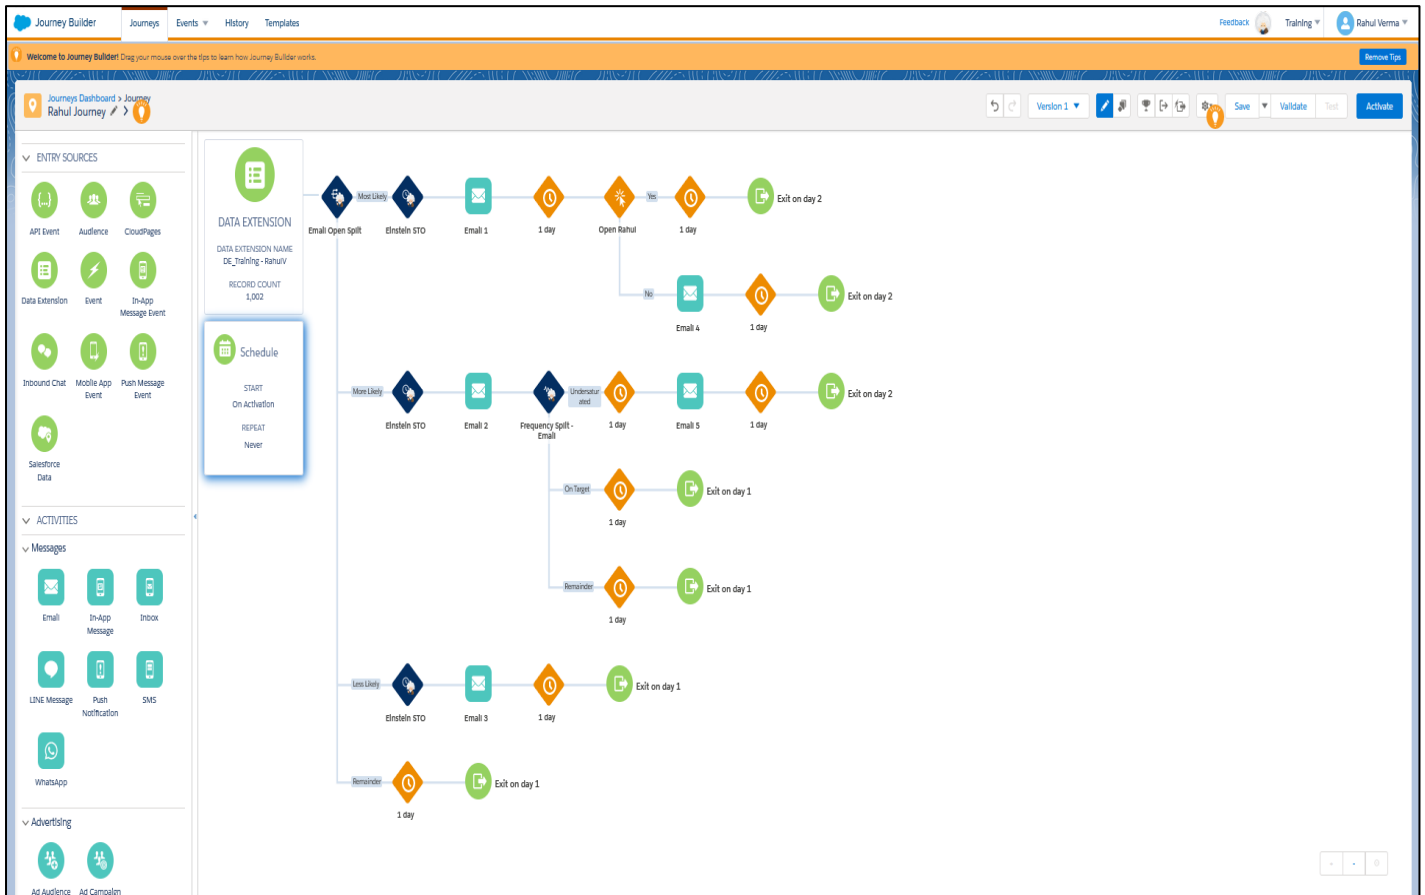 Journey Builder
Journeys
Events
History
Templates
Feedback
Training
Rahul Verma
Welcome to Journey Builder! Drag your mouse over the tips to learn how Journey Builder works.
Remove Tips
Journeys Dashboard > Journey
Rahul Journey
Version 1
Save
Validate
Test
Activate
ENTRY SOURCES
API Event
Audience
CloudPages
Data Extension
Event
In-App
Message Event
Inbound Chat
Mobile App
Event
Push Message
Event
Salesforce
Data
ACTIVITIES
Messages
Email
In-App
Message
Inbox
LINE Message
Push
Notification
SMS
WhatsApp
Advertising
Ad Audience
Ad Campaign
DATA EXTENSION
DATA EXTENSION NAME
DE_Training - RahulV
RECORD COUNT
1,002
Schedule
START
On Activation
REPEAT
Never
Email Open Split
Most Likely
Einstein STO
Email 1
1 day
Open Rahul
Yes
1 day
Exit on day 2
No
Email 4
1 day
Exit on day 2
More Likely
Einstein STO
Email 2
Frequency Split -
Email
Undersatur
ated
1 day
Email 5
1 day
Exit on day 2
On Target
1 day
Exit on day 1
Remainder
1 day
Exit on day 1
Less Likely
Einstein STO
Email 3
1 day
Exit on day 1
Remainder
1 day
Exit on day 1